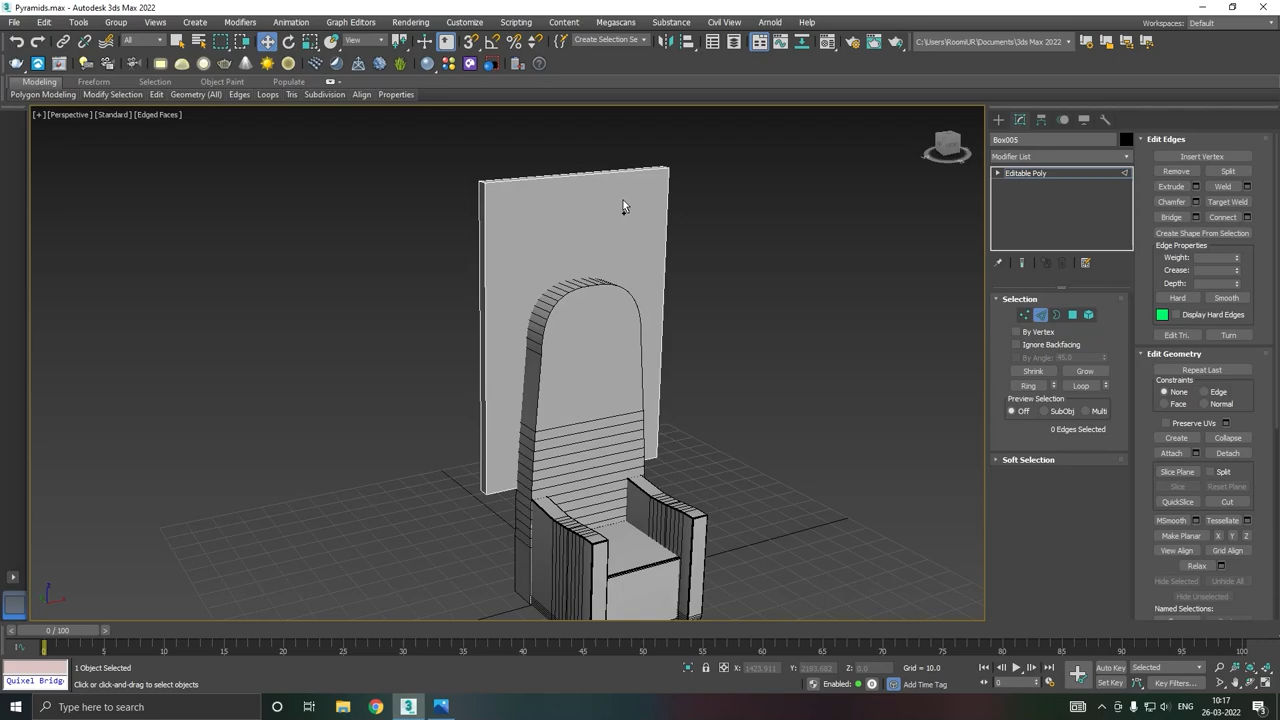 Pyramids.max - Autodesk 3ds Max 2022
File Edit Tools Group Views Create Modifiers Animation Graph Editors Rendering Customize Scripting Content Megascans Substance Civil View Arnold Help
Workspaces: Default
All View Create Selection Se C:\Users\RoomUR\Documents\3ds Max 2022
Modeling Freeform Selection Object Paint Populate
Polygon Modeling Modify Selection Edit Geometry (All) Edges Loops Tris Subdivision Align Properties
[+] [Perspective] [Standard] [Edged Faces]
Box005
Modifier List
Editable Poly
Selection
By Vertex
Ignore Backfacing
By Angle: 45.0
Shrink Grow
Ring Loop
Preview Selection
Off SubObj Multi
0 Edges Selected
Soft Selection
Edit Edges
Insert Vertex
Remove Split
Extrude Weld
Chamfer Target Weld
Bridge Connect
Create Shape From Selection
Edge Properties
Weight:
Crease:
Depth:
Hard Smooth
Display Hard Edges
Edit Tri. Turn
Edit Geometry
Repeat Last
Constraints
None Edge
Face Normal
Preserve UVs
Create Collapse
Attach Detach
Slice Plane Split
Slice Reset Plane
QuickSlice Cut
MSmooth Tessellate
Make Planar X Y Z
View Align Grid Align
Relax
Hide Selected Unhide All
Hide Unselected
Named Selections:
z
0 / 100
0 5 10 15 20 25 30 35 40 45 50 55 60 65 70 75 80 85 90 95 100
1 Object Selected X: 1423.911 Y: 2193.682 Z: 0.0 Grid = 10.0 Auto Key Selected
Quixel Bridge Click or click-and-drag to select objects Enabled: Add Time Tag 0 Set Key Key Filters...
Type here to search
ENG
10:17
26-03-2022
3